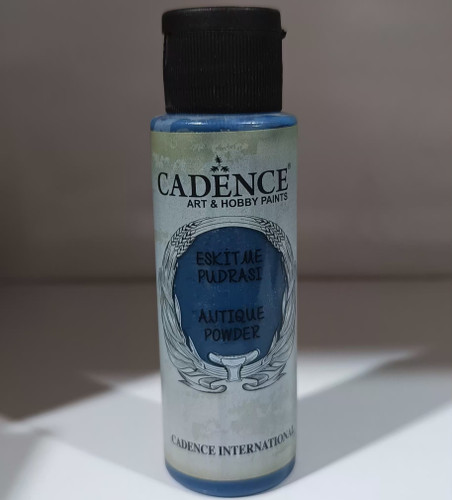 CADENCE®
ART & HOBBY PAINTS
ESKİTME
PUDRASI
ANTIQUE
POWDER
CADENCE INTERNATIONAL